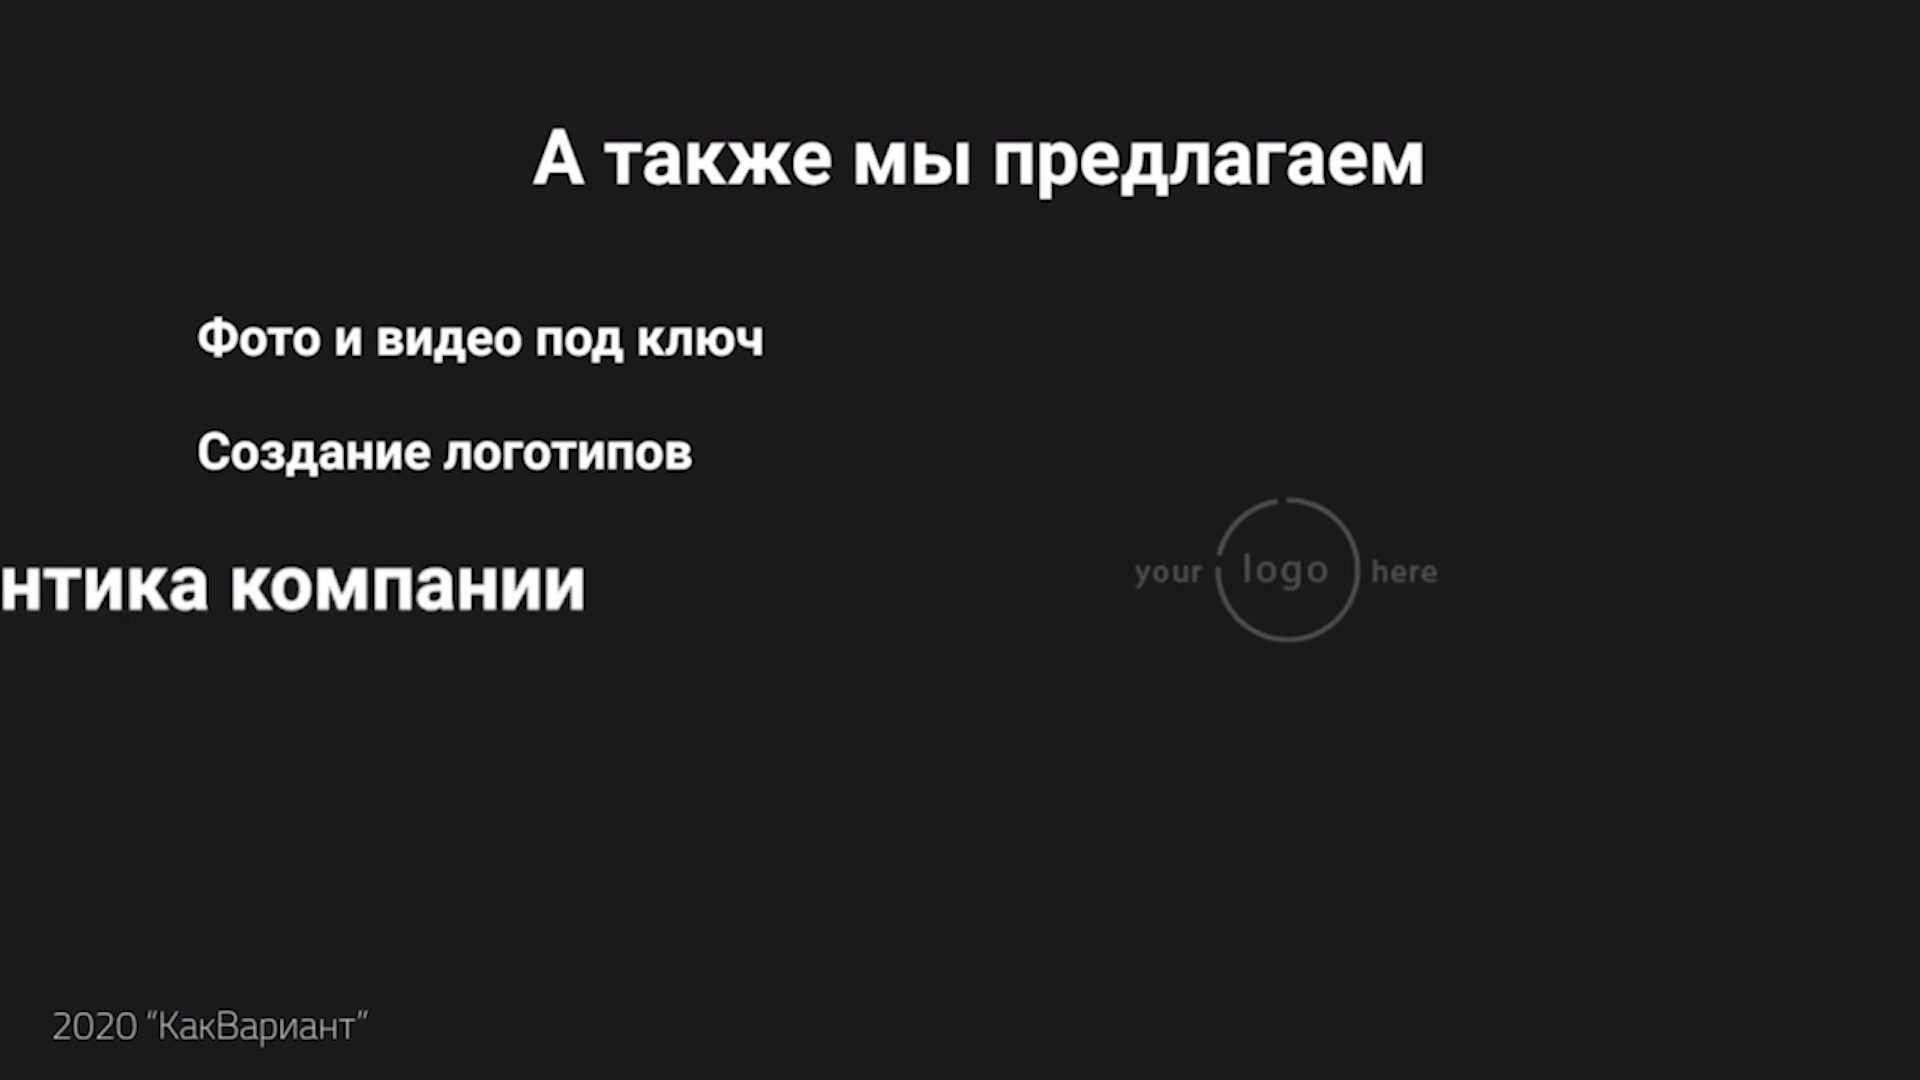 А также мы предлагаем
Фото и видео под ключ
Создание логотипов
нтика компании
your logo here
2020 “КакВариант”